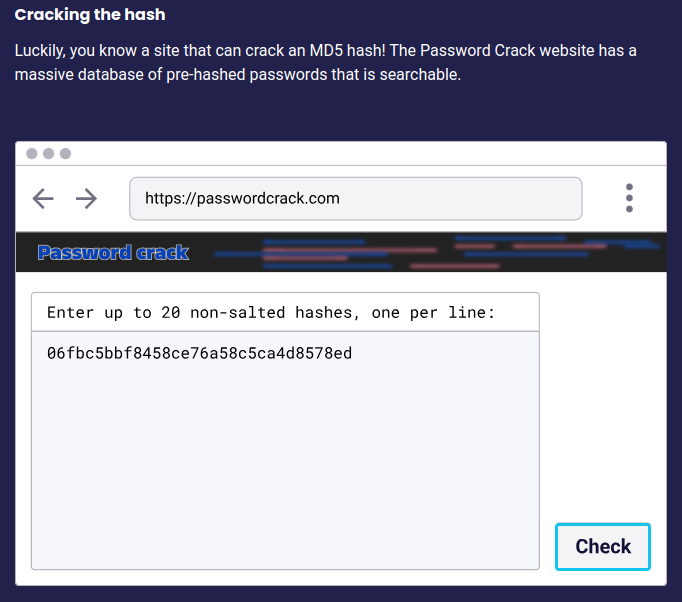 Cracking the hash
Luckily, you know a site that can crack an MD5 hash! The Password Crack website has a
massive database of pre-hashed passwords that is searchable.
https://passwordcrack.com
Password crack
Enter up to 20 non-salted hashes, one per line:
06fbc5bbf8458ce76a58c5ca4d8578ed
Check